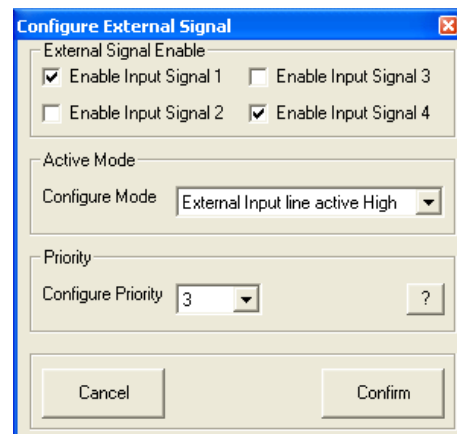 Configure External Signal
External Signal Enable
Enable Input Signal 1 Enable Input Signal 3
Enable Input Signal 2 Enable Input Signal 4
Active Mode
Configure Mode External Input line active High
Priority
Configure Priority 3 ?
Cancel Confirm